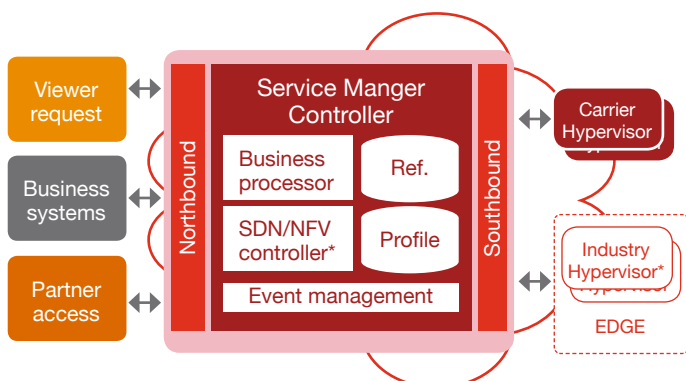 Viewer
request
Business
systems
Partner
access
Northbound
Service Manger
Controller
Business
processor
Ref.
SDN/NFV
controller*
Profile
Event management
Southbound
Carrier
Hypervisor
Industry
Hypervisor*
Hypervisor
EDGE